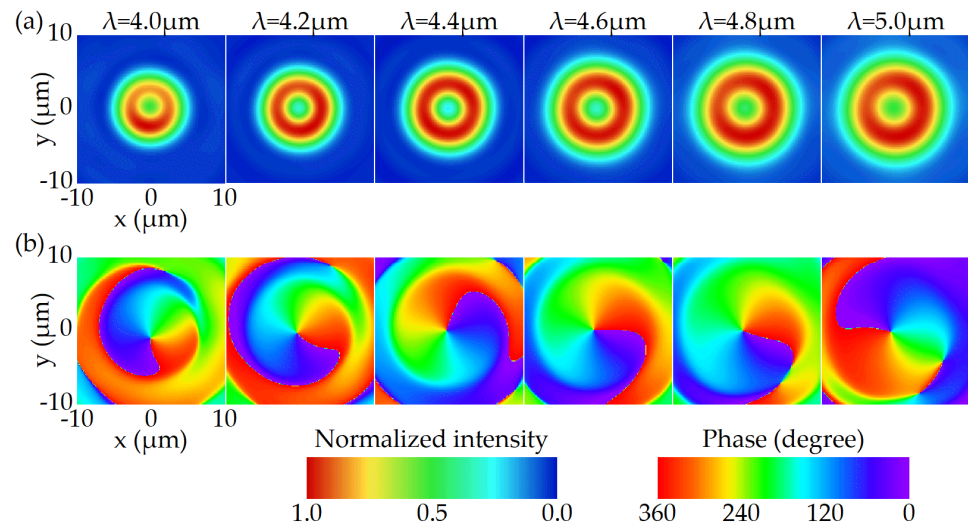 (a) λ=4.0μm λ=4.2μm λ=4.4μm λ=4.6μm λ=4.8μm λ=5.0μm
10
y (μm)
0
-10
-10 0 10
x (μm)
(b)
10
y (μm)
0
-10
-10 0 10
x (μm)
Normalized intensity Phase (degree)
1.0 0.5 0.0 360 240 120 0